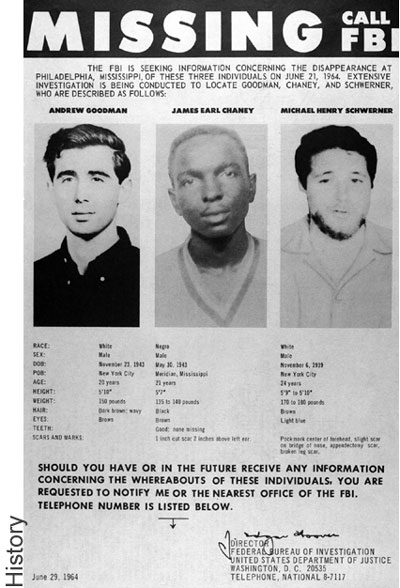 MISSING CALL FBI
THE FBI IS SEEKING INFORMATION CONCERNING THE DISAPPEARANCE AT
PHILADELPHIA, MISSISSIPPI, OF THESE THREE INDIVIDUALS ON JUNE 21, 1964. EXTENSIVE
INVESTIGATION IS BEING CONDUCTED TO LOCATE GOODMAN, CHANEY, AND SCHWERNER,
WHO ARE DESCRIBED AS FOLLOWS:
ANDREW GOODMAN JAMES EARL CHANEY MICHAEL HENRY SCHWERNER
RACE: White Negro White
SEX: Male Male Male
DOB: November 23, 1943 May 30, 1943 November 6, 1939
POB: New York City Meridian, Mississippi New York City
AGE: 20 years 21 years 24 years
HEIGHT: 5'10" 5'7" 5'9" to 5'10"
WEIGHT: 150 pounds 135 to 140 pounds 170 to 180 pounds
HAIR: Dark brown; wavy Black Brown
EYES: Brown Brown Light blue
TEETH: Good: none missing
SCARS AND MARKS: 1 inch cut scar 2 inches above left ear. Pock mark center of forehead, slight scar
on bridge of nose, appendectomy scar,
broken leg scar.
SHOULD YOU HAVE OR IN THE FUTURE RECEIVE ANY INFORMATION
CONCERNING THE WHEREABOUTS OF THESE INDIVIDUALS, YOU ARE
REQUESTED TO NOTIFY ME OR THE NEAREST OFFICE OF THE FBI.
TELEPHONE NUMBER IS LISTED BELOW.
DIRECTOR
FEDERAL BUREAU OF INVESTIGATION
UNITED STATES DEPARTMENT OF JUSTICE
WASHINGTON, D. C. 20535
June 29, 1964 TELEPHONE, NATIONAL 8-7117
History